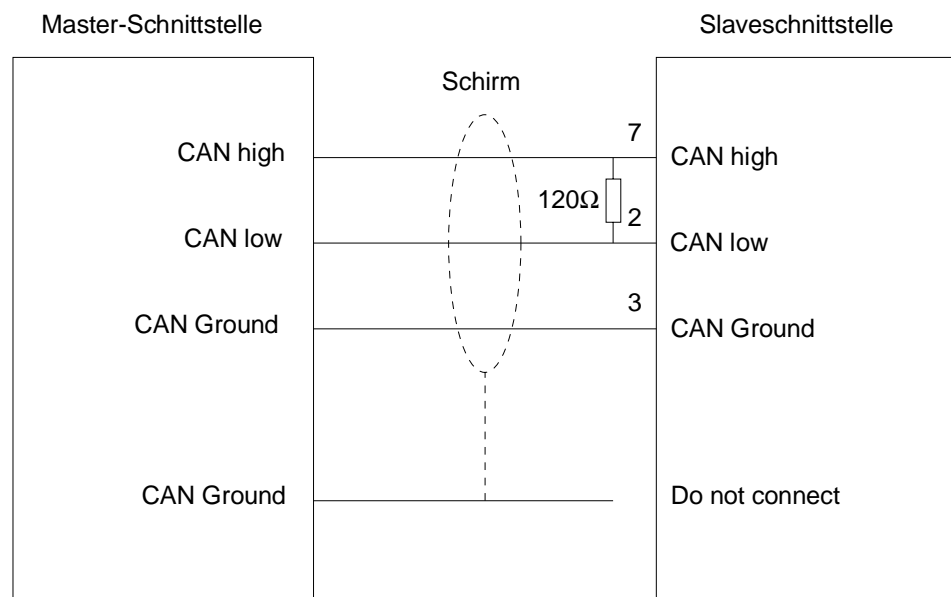 Master-Schnittstelle
Slaveschnittstelle
Schirm
7
CAN high
CAN high
120Ω
2
CAN low
CAN low
3
CAN Ground
CAN Ground
CAN Ground
Do not connect